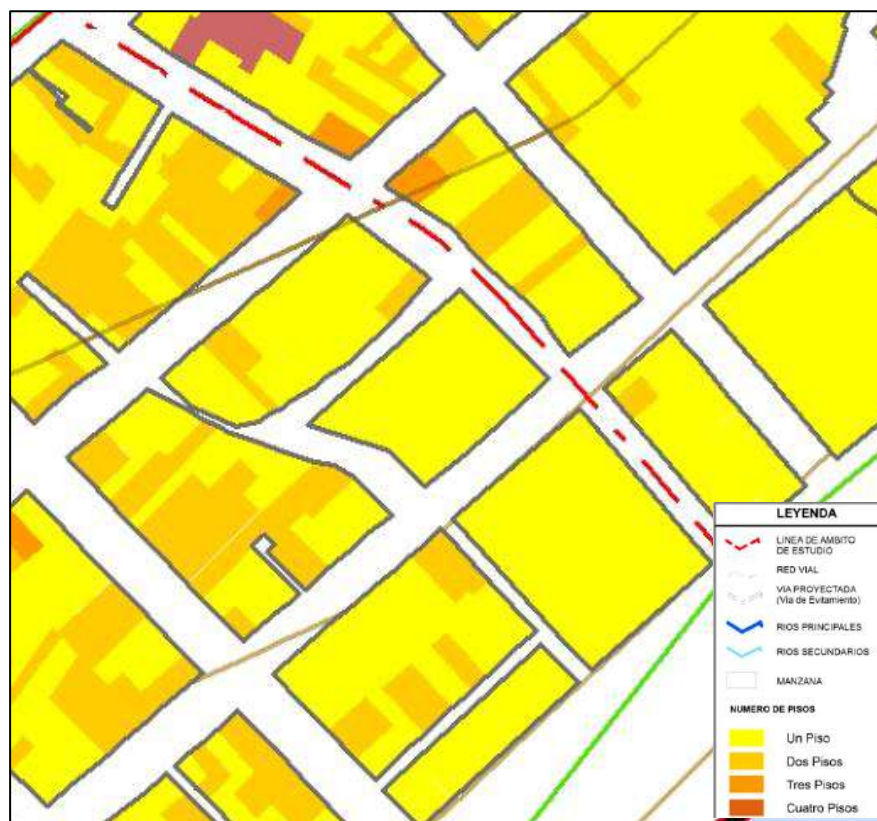 LEYENDA
LINEA DE AMBITO
DE ESTUDIO
RED VIAL
VIA PROYECTADA
(Via de Evitamiento)
RIOS PRINCIPALES
RIOS SECUNDARIOS
MANZANA
NUMERO DE PISOS
Un Piso
Dos Pisos
Tres Pisos
Cuatro Pisos